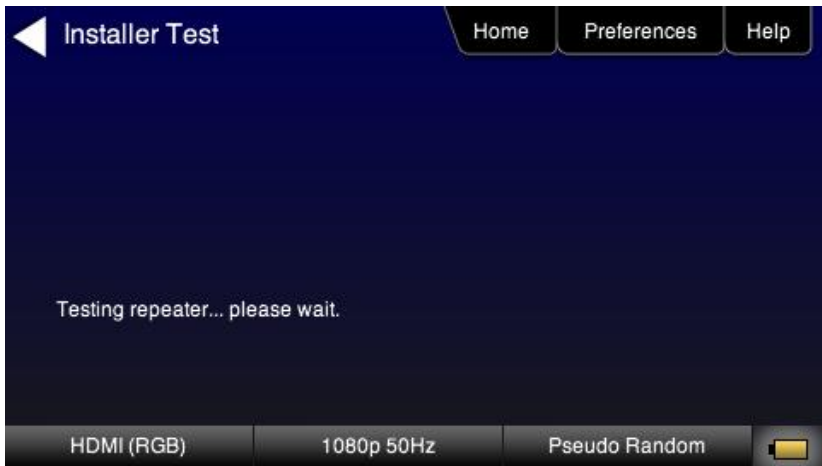 Installer Test Home Preferences Help
Testing repeater... please wait.
HDMI (RGB) 1080p 50Hz Pseudo Random